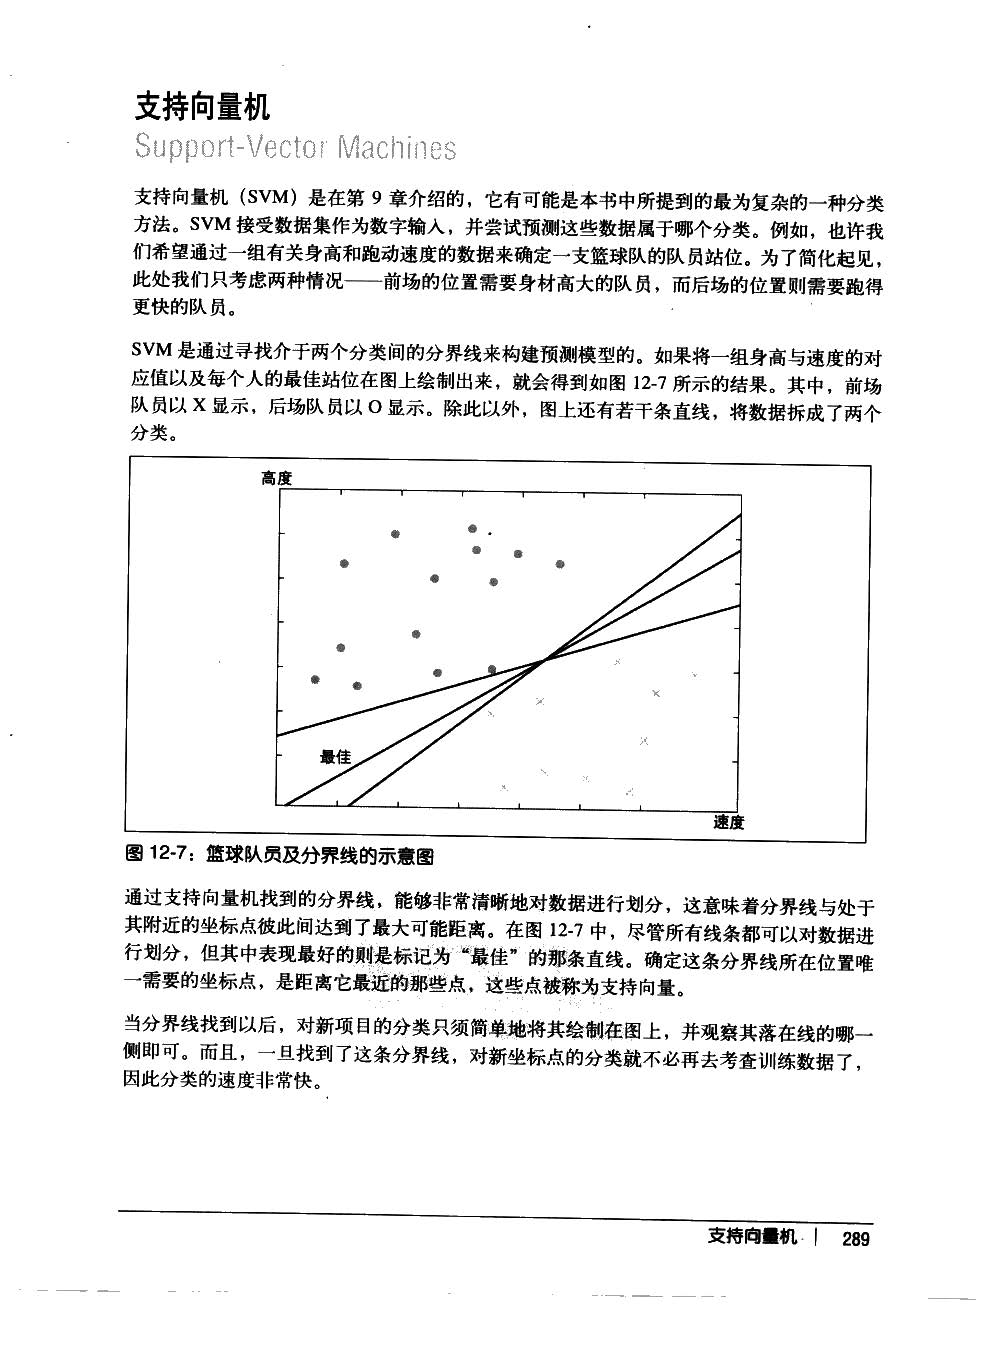 支持向量机
Support-Vector Machines
支持向量机（SVM）是在第 9 章介绍的，它有可能是本书中所提到的最为复杂的一种分类
方法。SVM 接受数据集作为数字输入，并尝试预测这些数据属于哪个分类。例如，也许我
们希望通过一组有关身高和跑动速度的数据来确定一支篮球队的队员站位。为了简化起见，
此处我们只考虑两种情况——前场的位置需要身材高大的队员，而后场的位置则需要跑得
更快的队员。
SVM 是通过寻找介于两个分类间的分界线来构建预测模型的。如果将一组身高与速度的对
应值以及每个人的最佳站位在图上绘制出来，就会得到如图 12-7 所示的结果。其中，前场
队员以 X 显示，后场队员以 O 显示。除此以外，图上还有若干条直线，将数据拆成了两个
分类。
高度
最佳
速度
图 12-7：篮球队员及分界线的示意图
通过支持向量机找到的分界线，能够非常清晰地对数据进行划分，这意味着分界线与处于
其附近的坐标点彼此间达到了最大可能距离。在图 12-7 中，尽管所有线条都可以对数据进
行划分，但其中表现最好的则是标记为“最佳”的那条直线。确定这条分界线所在位置唯
一需要的坐标点，是距离它最近的那些点，这些点被称为支持向量。
当分界线找到以后，对新项目的分类只须简单地将其绘制在图上，并观察其落在线的哪一
侧即可。而且，一旦找到了这条分界线，对新坐标点的分类就不必再去考查训练数据了，
因此分类的速度非常快。
支持向量机 | 289